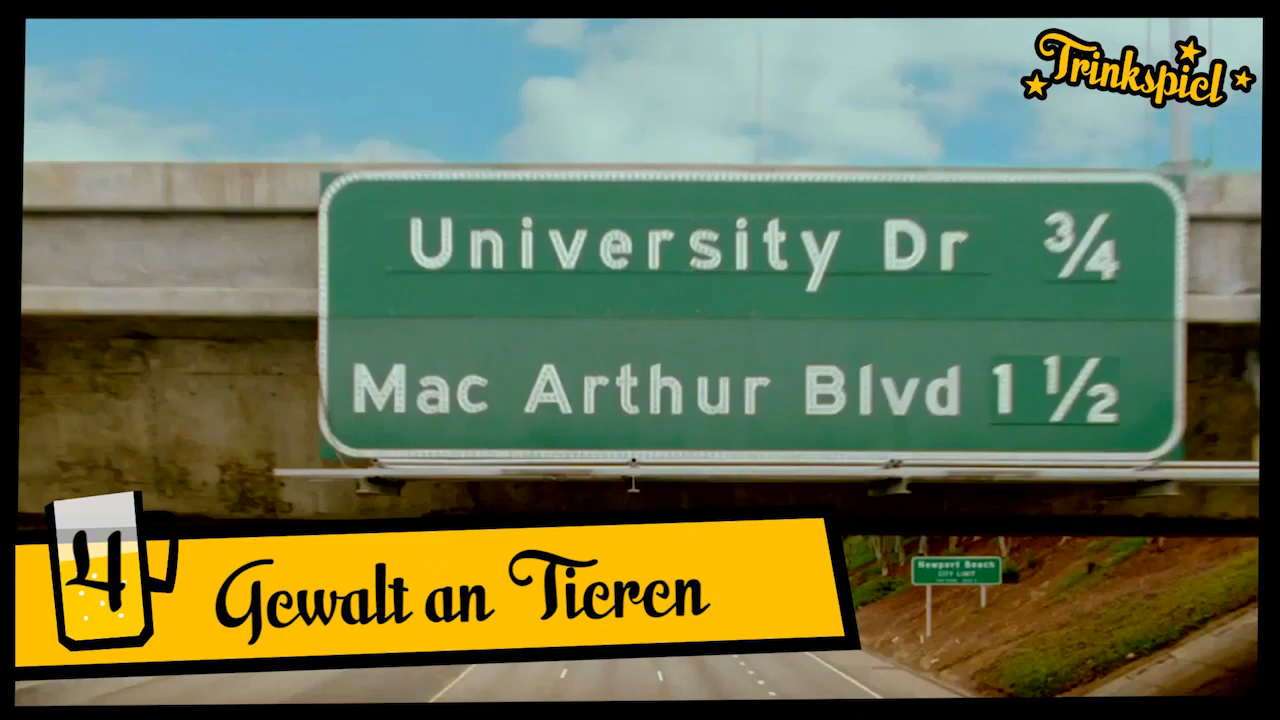 Trinkspiel
University Dr 3/4
Mac Arthur Blvd 1 1/2
Newport Beach
CITY LIMIT
4
Gewalt an Tieren